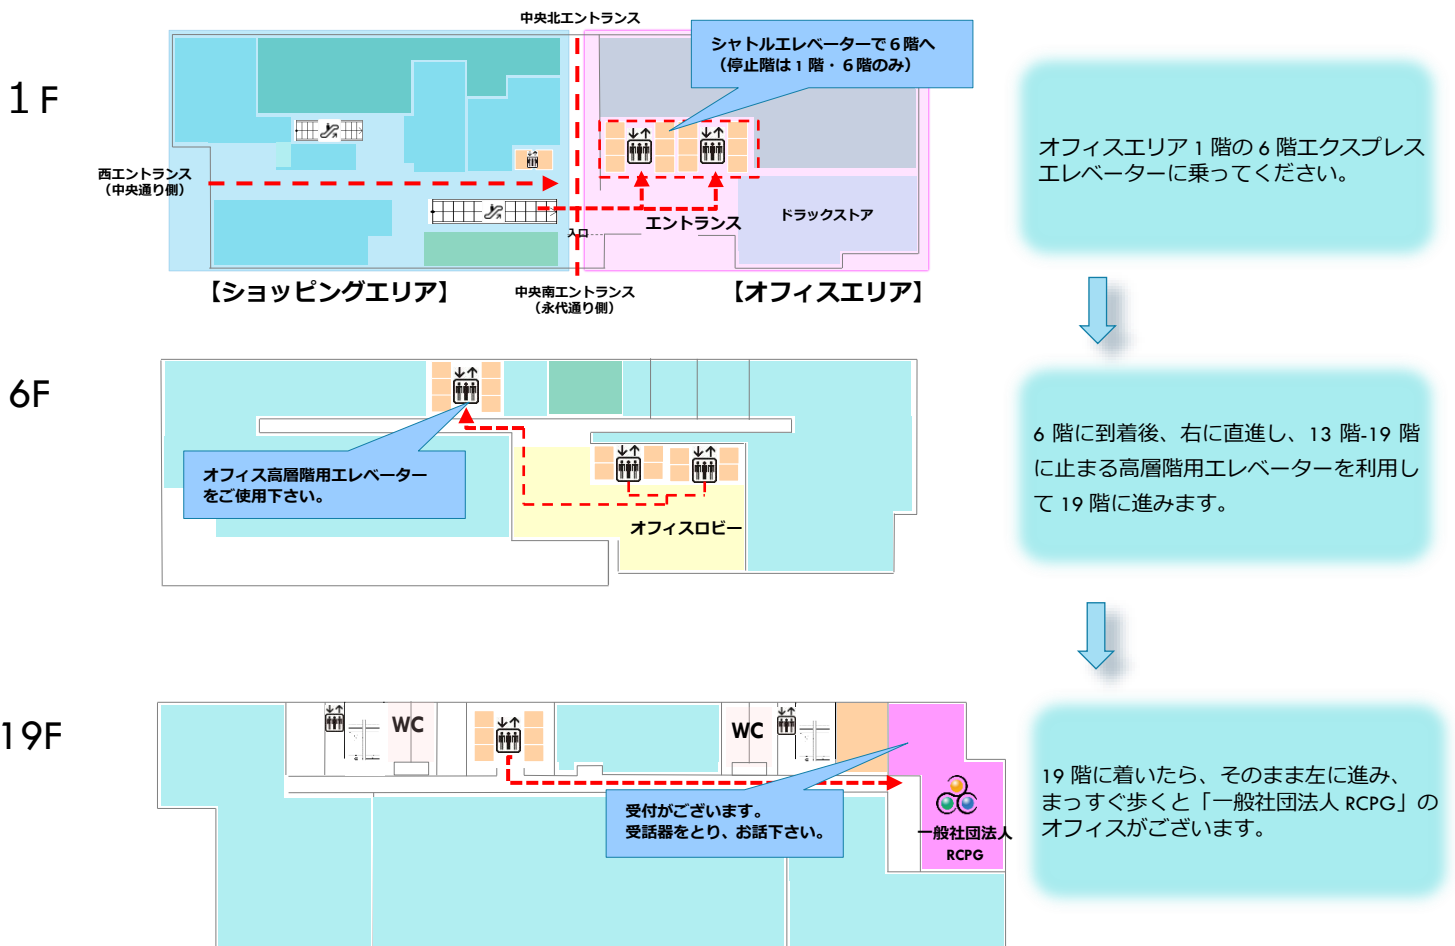 中央北エントランス
1F
シャトルエレベーターで6階へ
（停止階は1階・6階のみ）
西エントランス
（中央通り側）
エントランス
ドラックストア
入口
【ショッピングエリア】
中央南エントランス
（永代通り側）
【オフィスエリア】
オフィスエリア1階の6階エクスプレス
エレベーターに乗ってください。
6F
オフィス高層階用エレベーター
をご使用下さい。
オフィスロビー
6 階に到着後、右に直進し、13 階-19 階
に止まる高層階用エレベーターを利用し
て 19 階に進みます。
19F
WC
WC
受付がございます。
受話器をとり、お話下さい。
一般社団法人
RCPG
19 階に着いたら、そのまま左に進み、
まっすぐ歩くと「一般社団法人 RCPG」の
オフィスがございます。